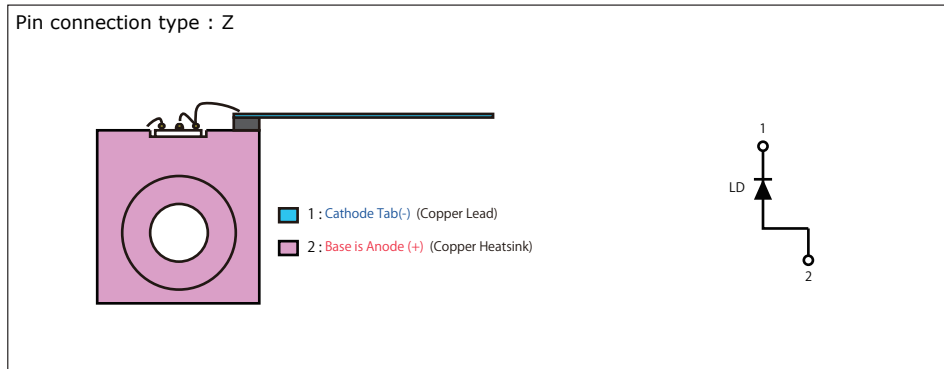 Pin connection type : Z
1 : Cathode Tab(-) (Copper Lead)
2 : Base is Anode (+) (Copper Heatsink)
1
LD
2